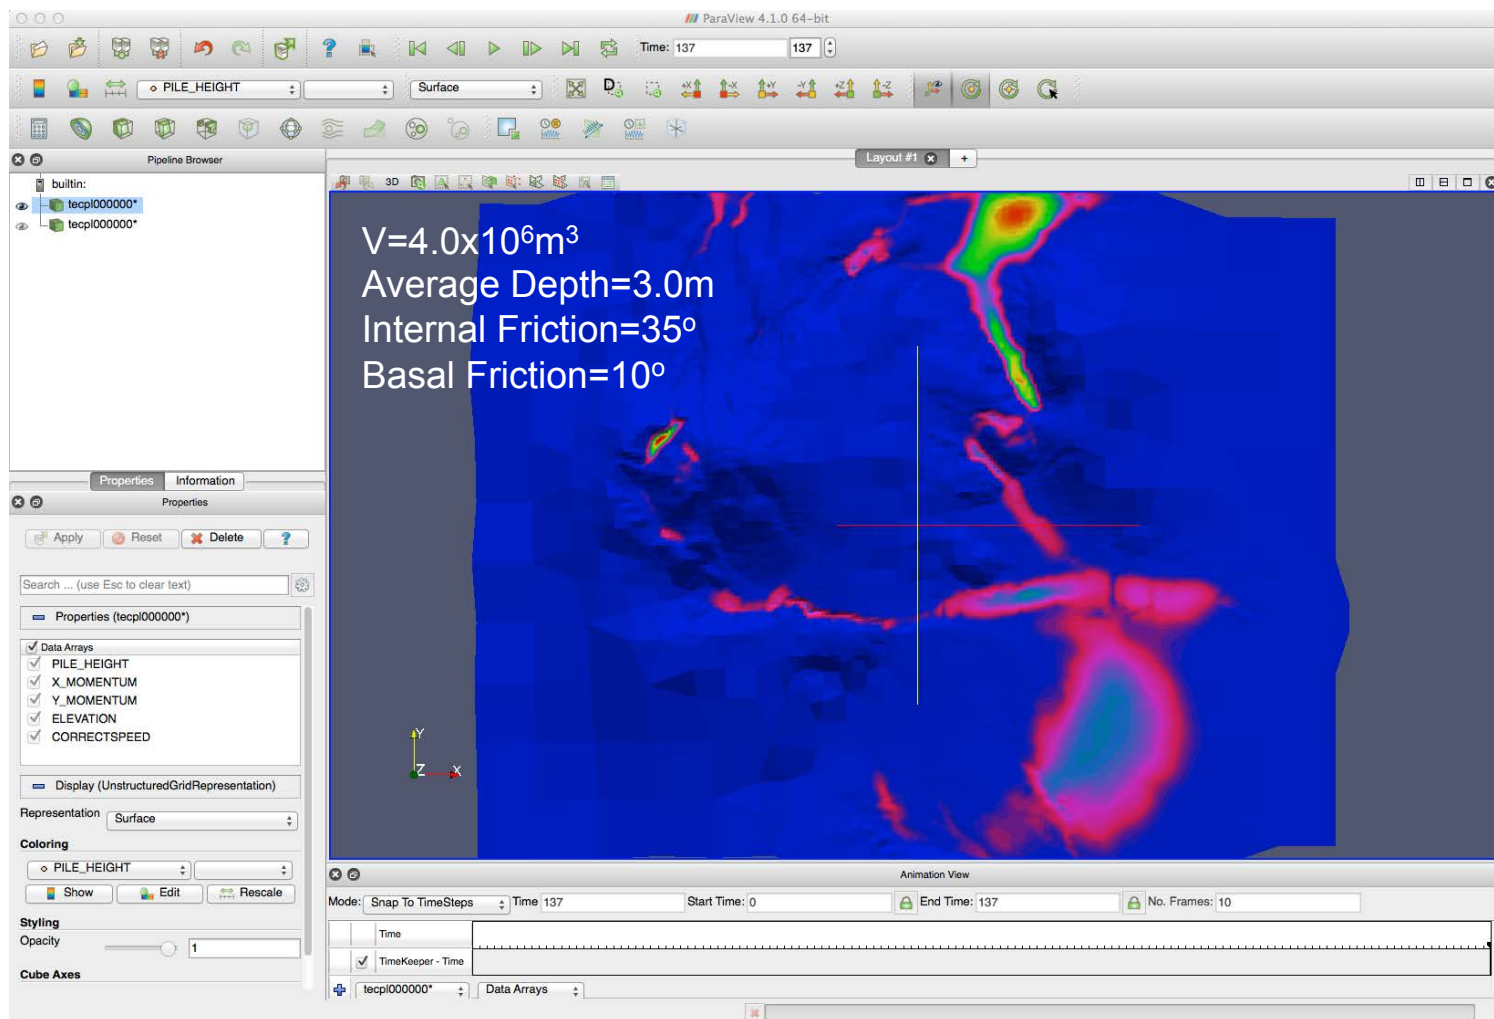 ParaView 4.1.0 64-bit
Time: 137 137
PILE_HEIGHT Surface
Pipeline Browser
Layout #1 +
builtin:
3D
tecpl000000*
tecpl000000*
V=4.0x10⁶m³
Average Depth=3.0m
Internal Friction=35º
Basal Friction=10º
Properties Information
Properties
Apply Reset Delete ?
Search ... (use Esc to clear text)
Properties (tecpl000000*)
Data Arrays
PILE_HEIGHT
X_MOMENTUM
Y_MOMENTUM
ELEVATION
CORRECTSPEED
Y
Z X
Display (UnstructuredGridRepresentation)
Representation Surface
Coloring
PILE_HEIGHT
Show Edit Rescale
Styling
Opacity 1
Cube Axes
Animation View
Mode: Snap To TimeSteps Time 137 Start Time: 0 End Time: 137 No. Frames: 10
Time
TimeKeeper - Time
tecpl000000* Data Arrays